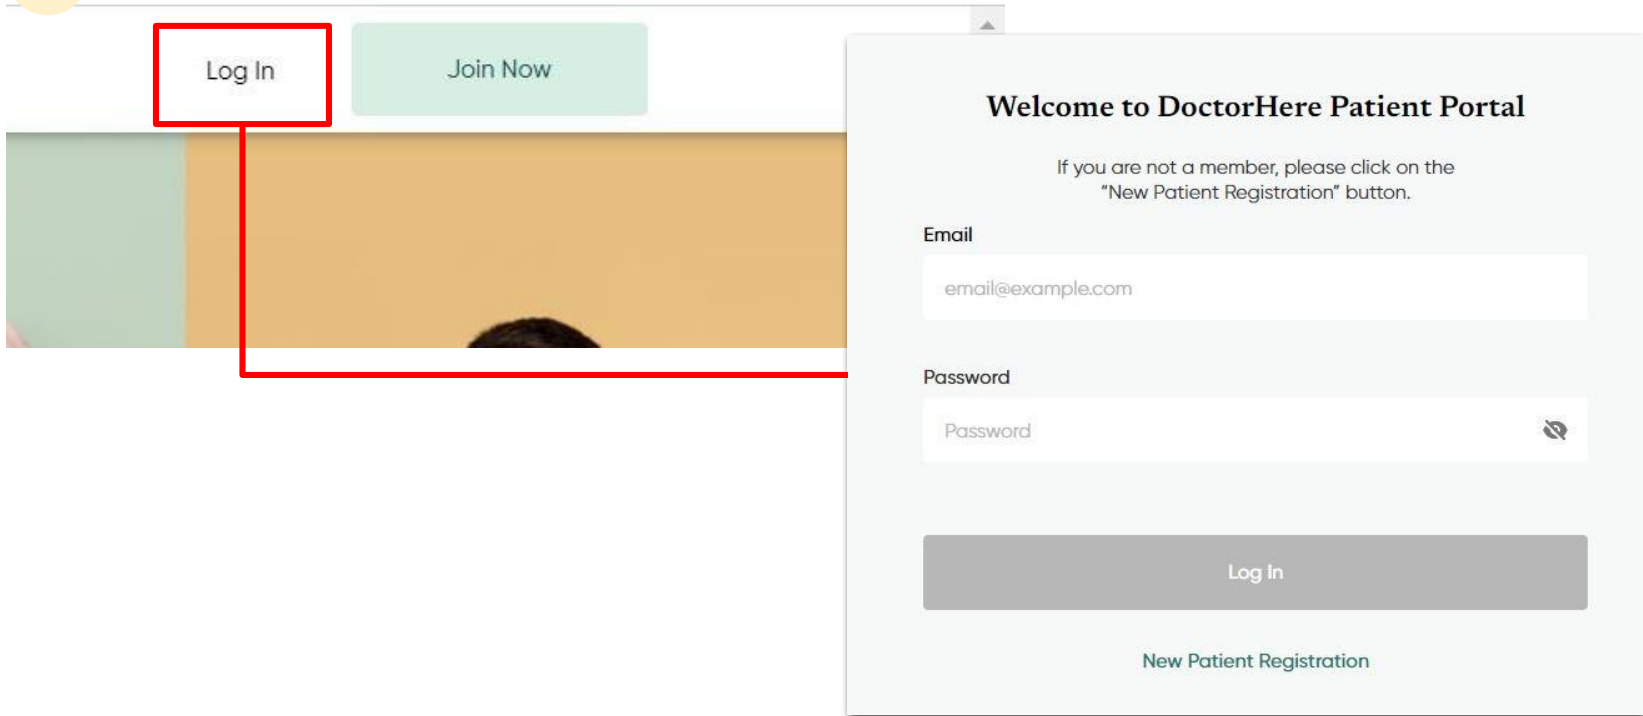 Log In
Join Now
Welcome to DoctorHere Patient Portal
If you are not a member, please click on the
“New Patient Registration” button.
Email
email@example.com
Password
Password
Log In
New Patient Registration